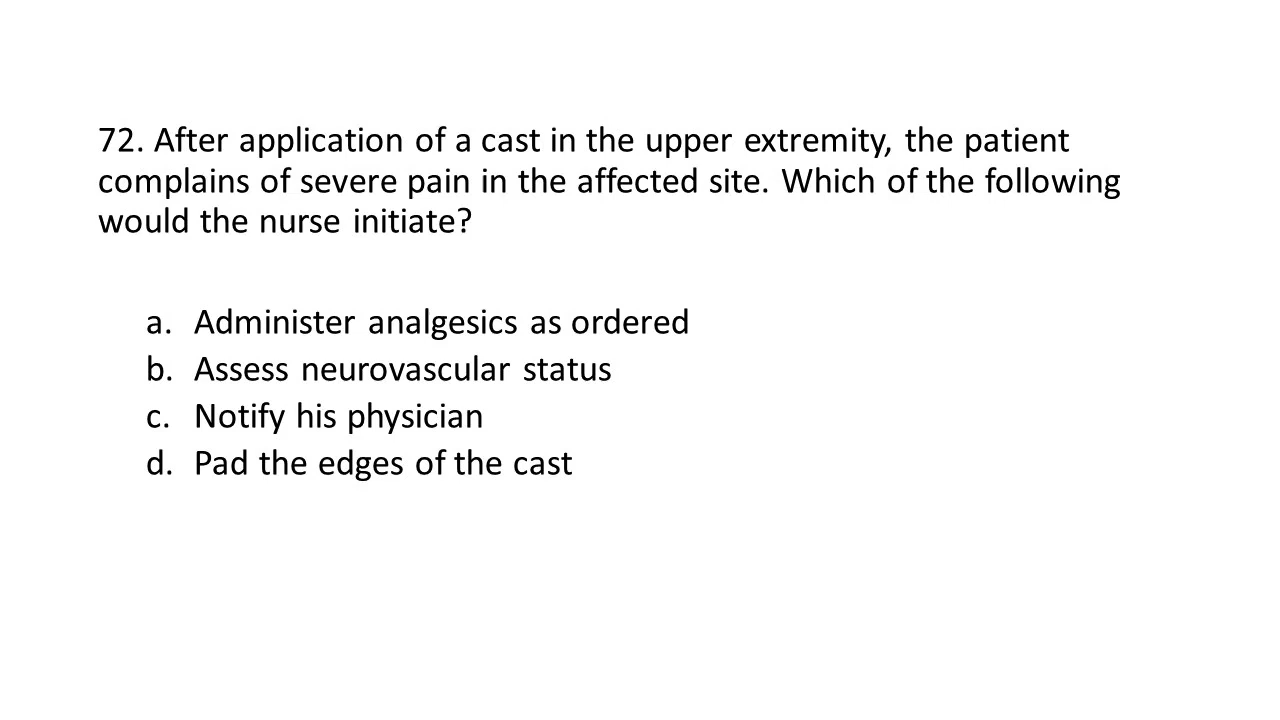 72. After application of a cast in the upper extremity, the patient
complains of severe pain in the affected site. Which of the following
would the nurse initiate?
a. Administer analgesics as ordered
b. Assess neurovascular status
c. Notify his physician
d. Pad the edges of the cast